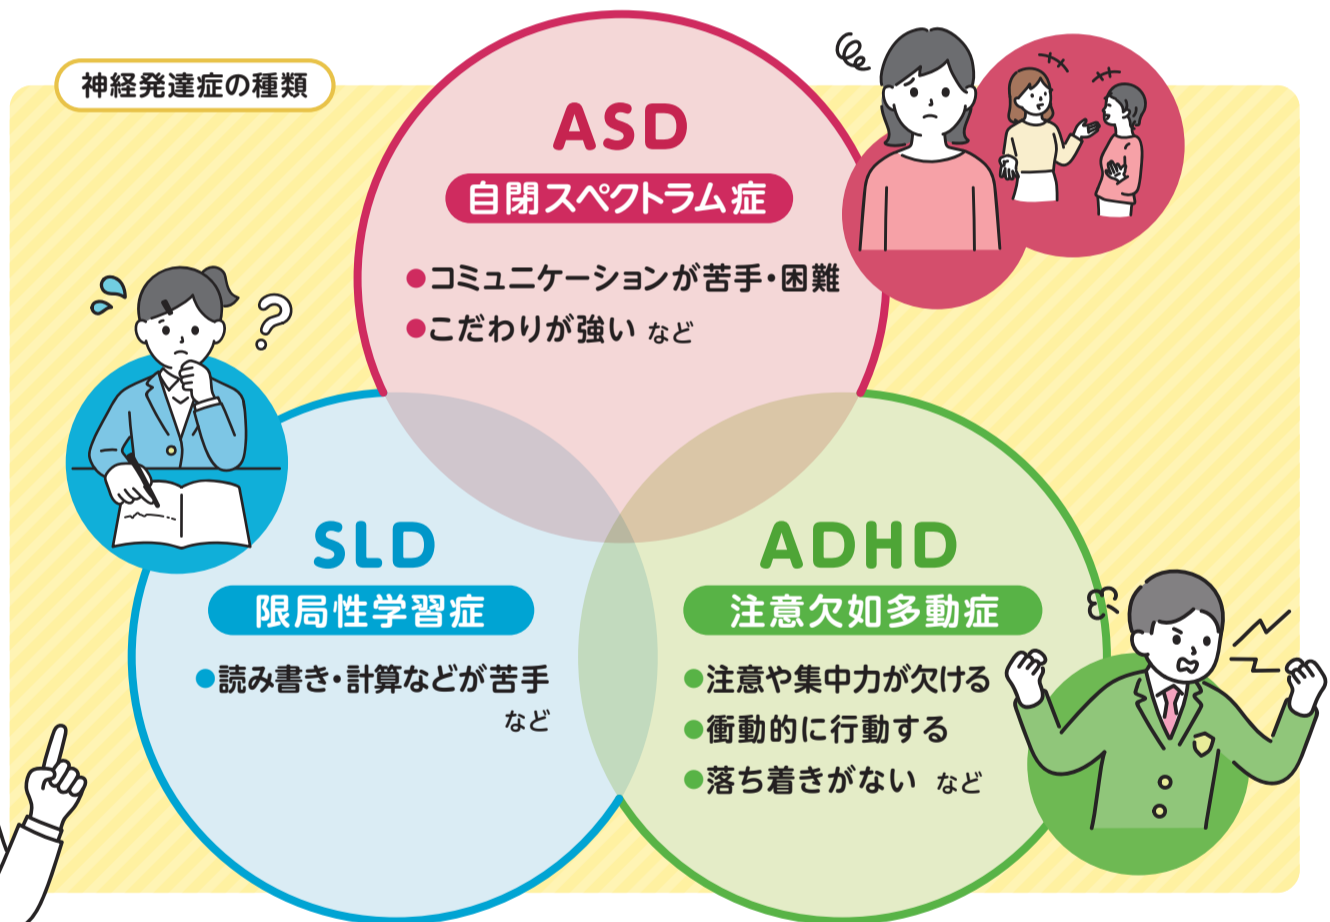 神経発達症の種類
ASD
自閉スペクトラム症
●コミュニケーションが苦手・困難
●こだわりが強い など
SLD
限局性学習症
●読み書き・計算などが苦手
など
ADHD
注意欠如多動症
●注意や集中力が欠ける
●衝動的に行動する
●落ち着きがない など